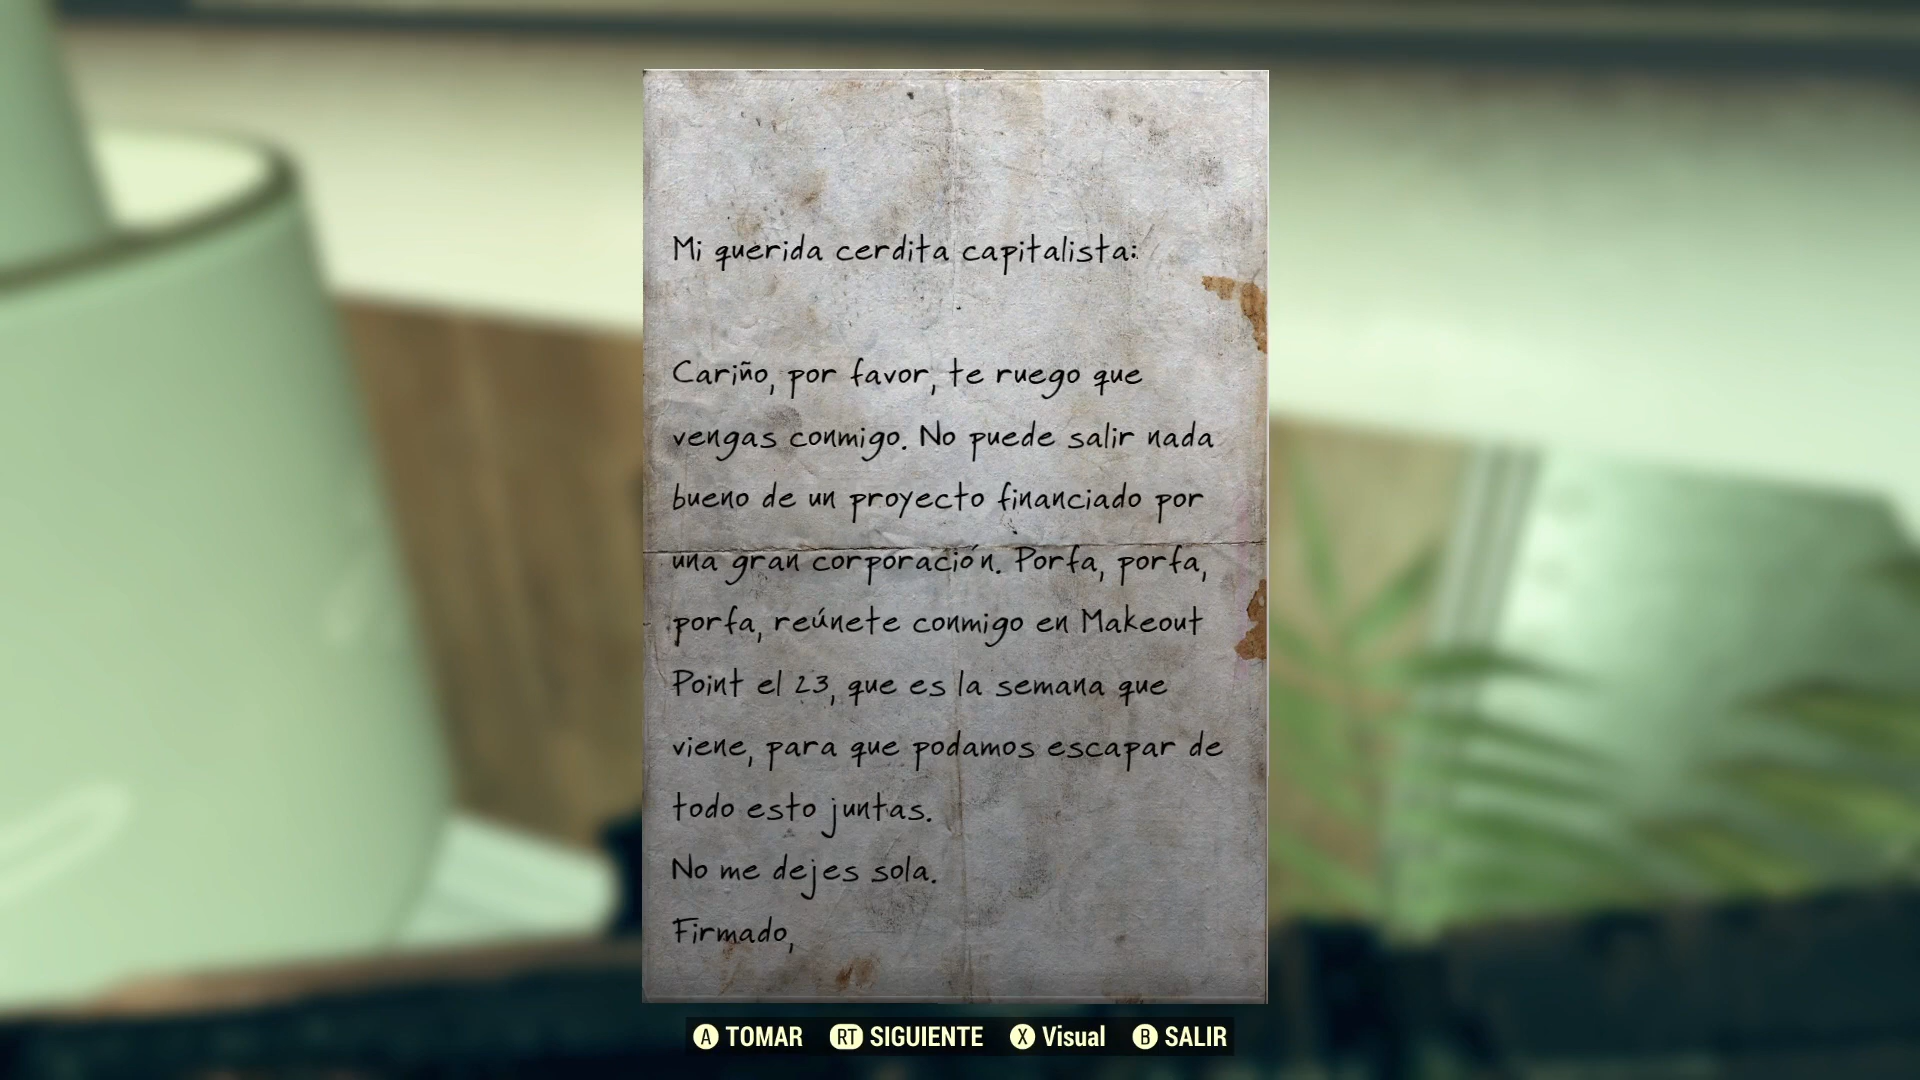 Mi querida cerdita capitalista:
Cariño, por favor, te ruego que
vengas conmigo. No puede salir nada
bueno de un proyecto financiado por
una gran corporación. Porfa, porfa,
porfa, reúnete conmigo en Makeout
Point el 23, que es la semana que
viene, para que podamos escapar de
todo esto juntas.
No me dejes sola.
Firmado,
A TOMAR RT SIGUIENTE X Visual B SALIR